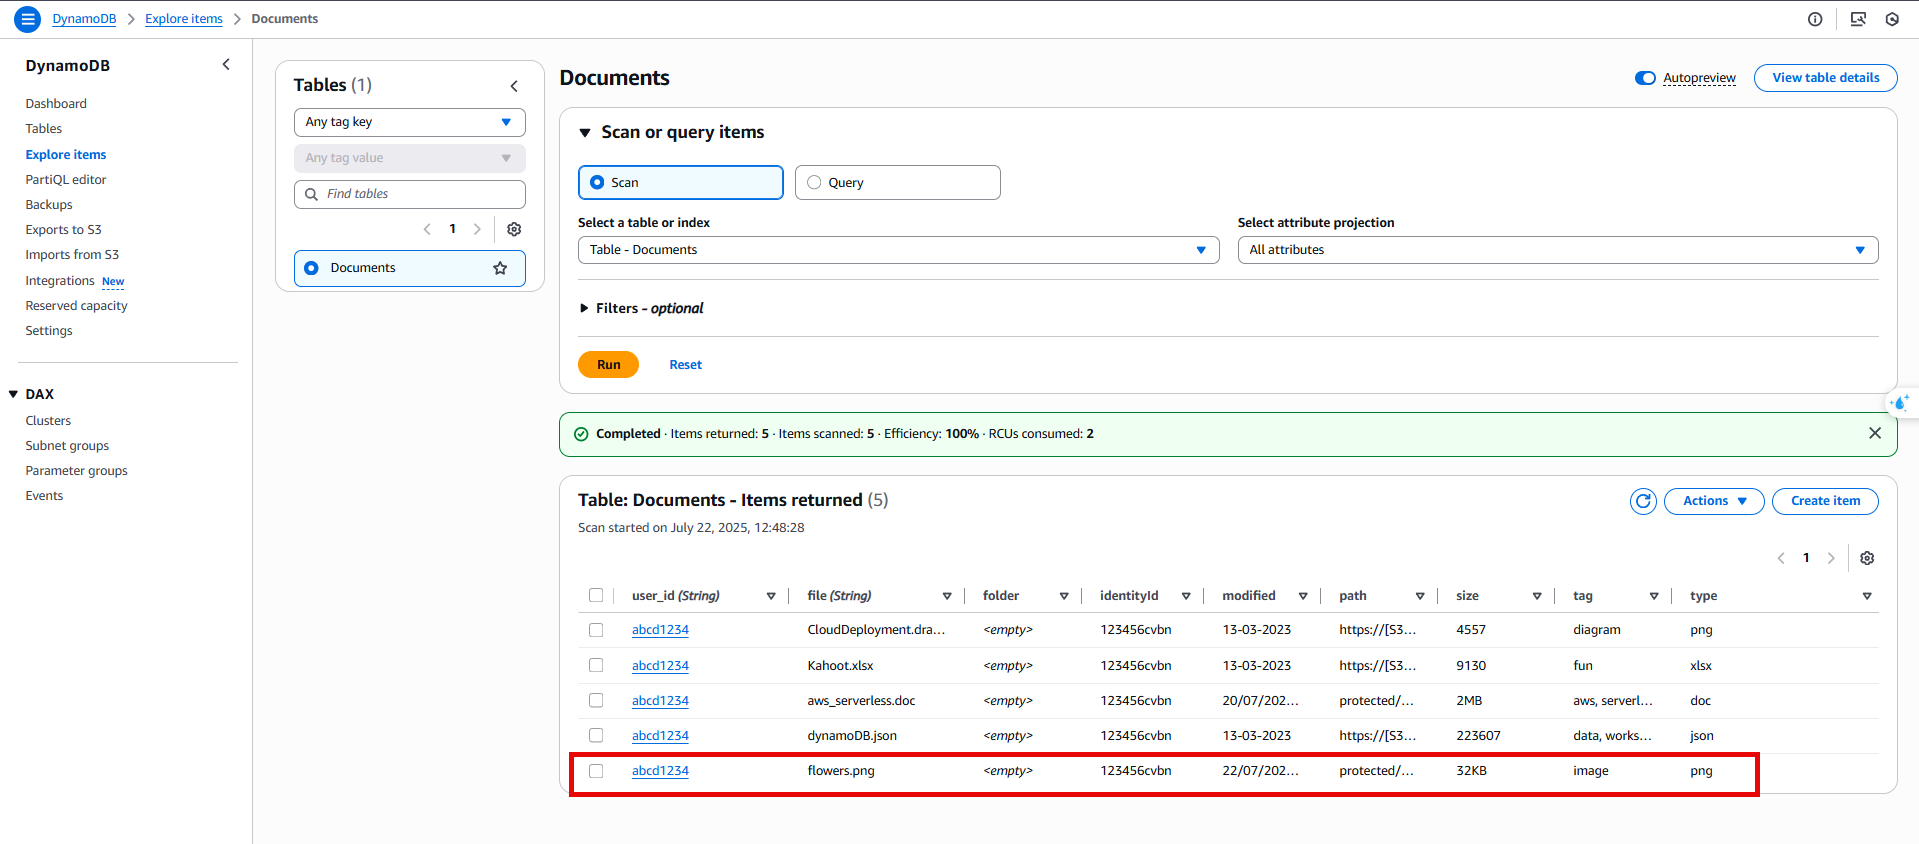 DynamoDB > Explore items > Documents
DynamoDB
Dashboard
Tables
Explore items
PartiQL editor
Backups
Exports to S3
Imports from S3
Integrations New
Reserved capacity
Settings
DAX
Clusters
Subnet groups
Parameter groups
Events
Tables (1)
Any tag key
Any tag value
Find tables
1
Documents
Documents
Autopreview
View table details
Scan or query items
Scan
Query
Select a table or index
Select attribute projection
Table - Documents
All attributes
Filters - optional
Run
Reset
Completed · Items returned: 5 · Items scanned: 5 · Efficiency: 100% · RCUs consumed: 2
Table: Documents - Items returned (5)
Scan started on July 22, 2025, 12:48:28
Actions
Create item
1
user_id (String) file (String) folder identityId modified path size tag type
abcd1234 CloudDeployment.dra... <empty> 123456cvbn 13-03-2023 https://[S3... 4557 diagram png
abcd1234 Kahoot.xlsx <empty> 123456cvbn 13-03-2023 https://[S3... 9130 fun xlsx
abcd1234 aws_serverless.doc <empty> 123456cvbn 20/07/202... protected/... 2MB aws, serverl... doc
abcd1234 dynamoDB.json <empty> 123456cvbn 13-03-2023 https://[S3... 223607 data, works... json
abcd1234 flowers.png <empty> 123456cvbn 22/07/202... protected/... 32KB image png